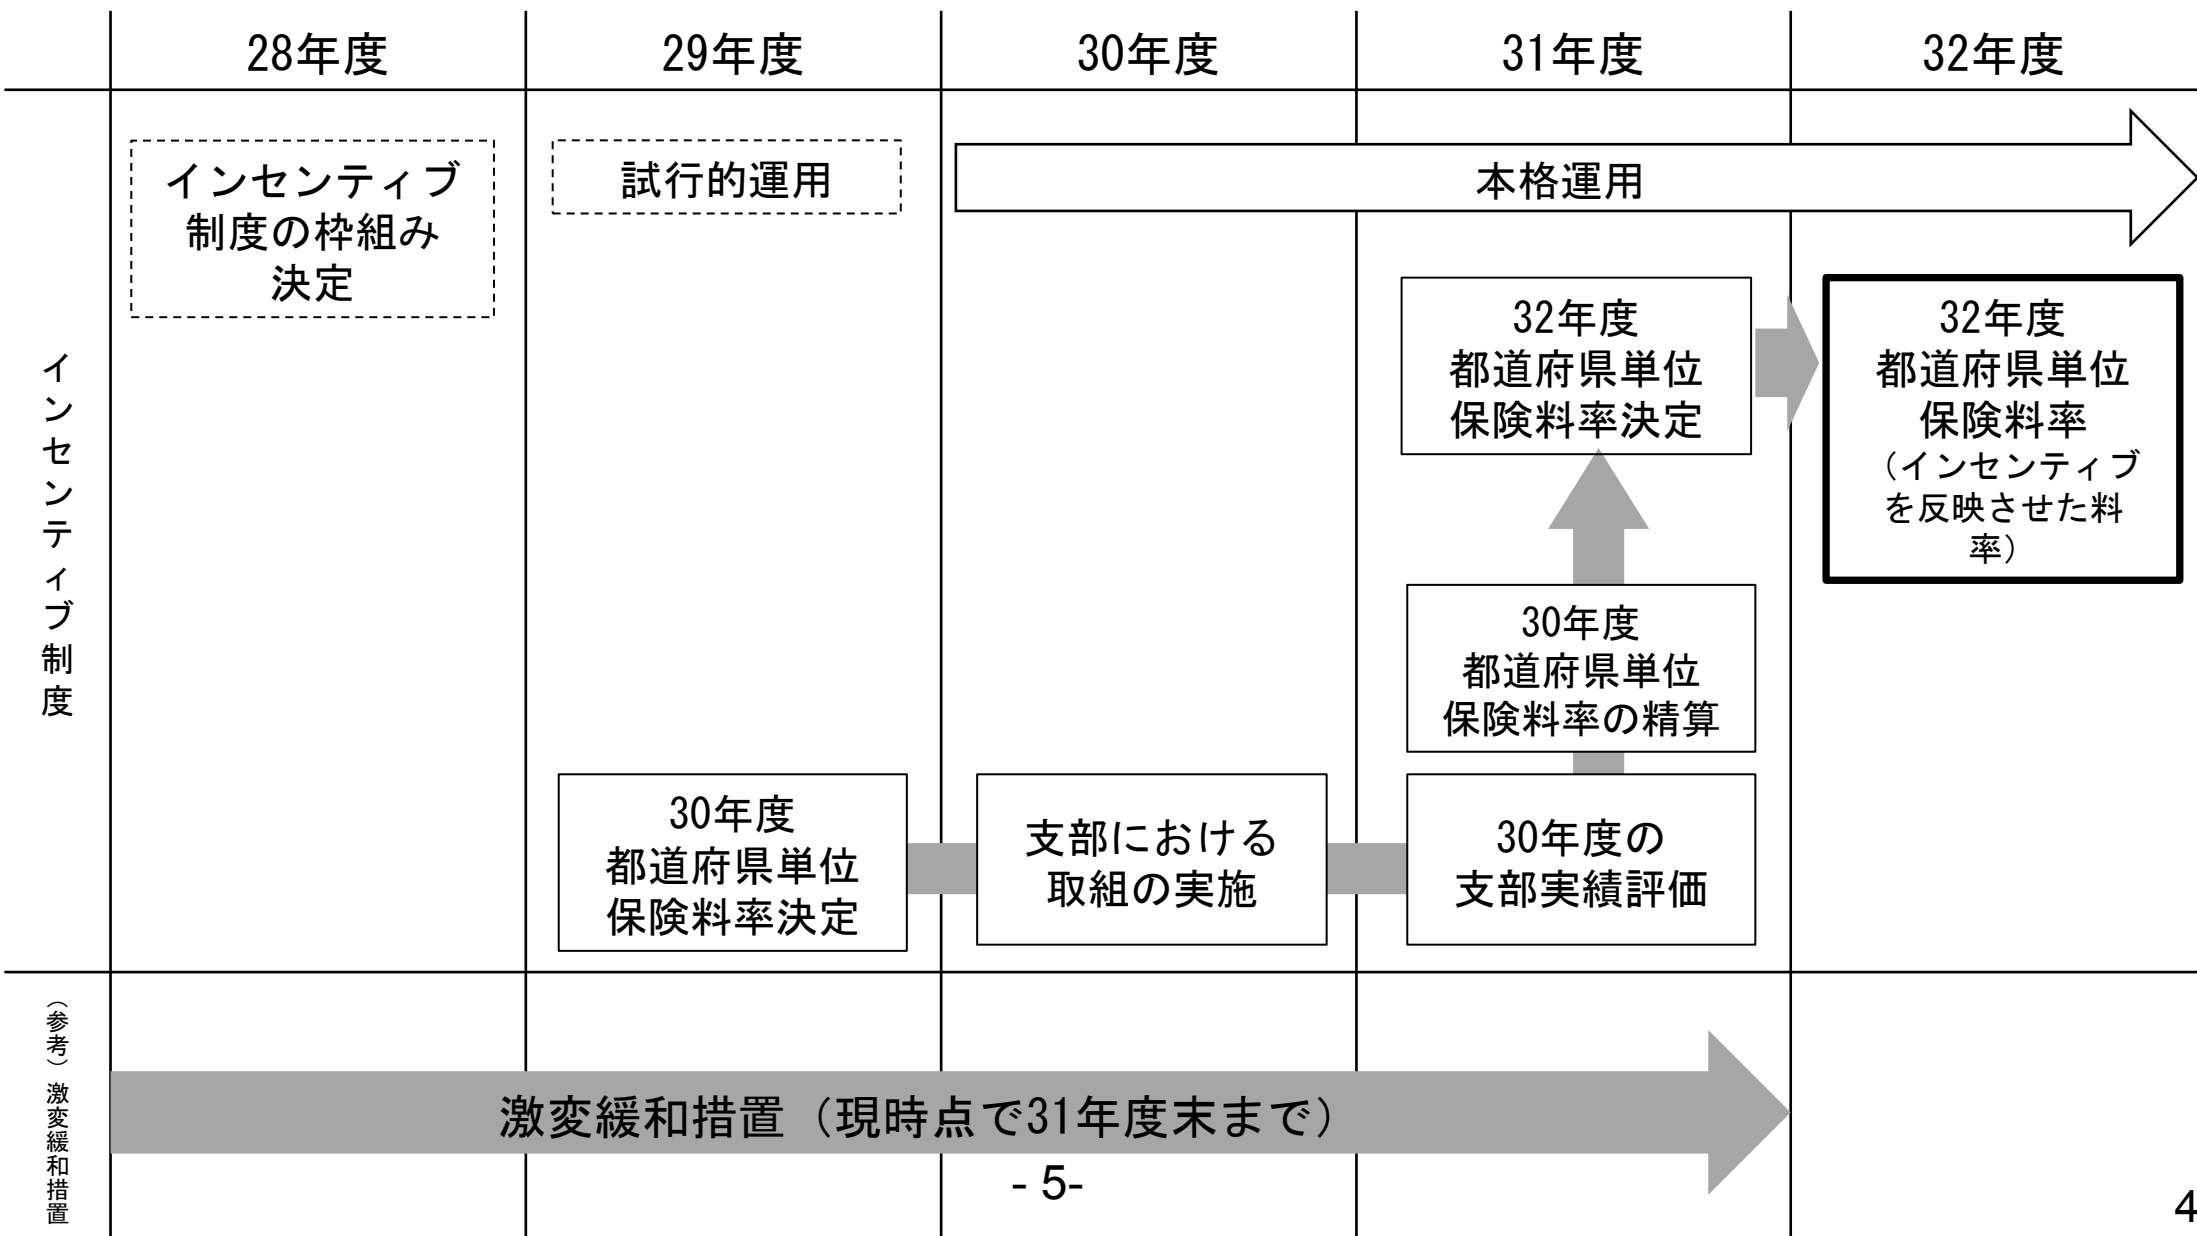 28年度
29年度
30年度
31年度
32年度
インセンティブ制度
インセンティブ
制度の枠組み
決定
試行的運用
本格運用
32年度
都道府県単位
保険料率決定
32年度
都道府県単位
保険料率
（インセンティブ
を反映させた料
率）
30年度
都道府県単位
保険料率の精算
30年度
都道府県単位
保険料率決定
支部における
取組の実施
30年度の
支部実績評価
（参考）激変緩和措置
激変緩和措置（現時点で31年度末まで）
- 5-
4